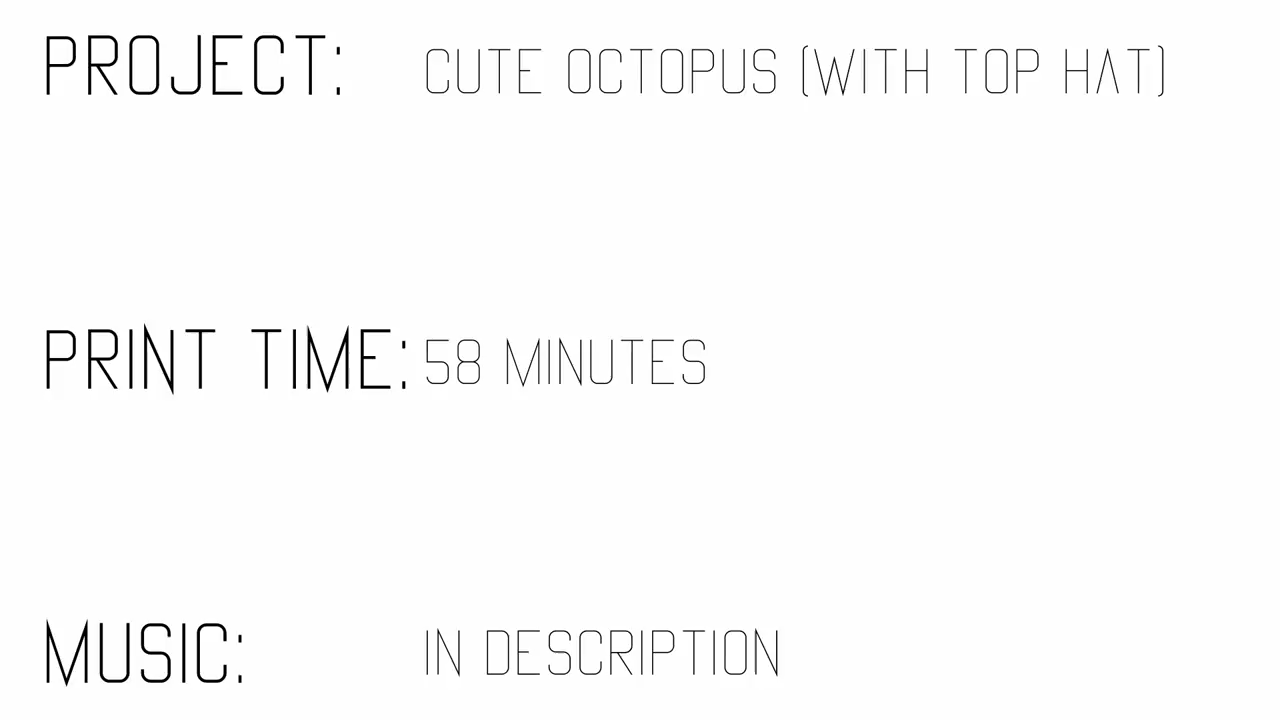 PROJECT: CUTE OCTOPUS (WITH TOP HAT)
PRINT TIME: 58 MINUTES
MUSIC: IN DESCRIPTION